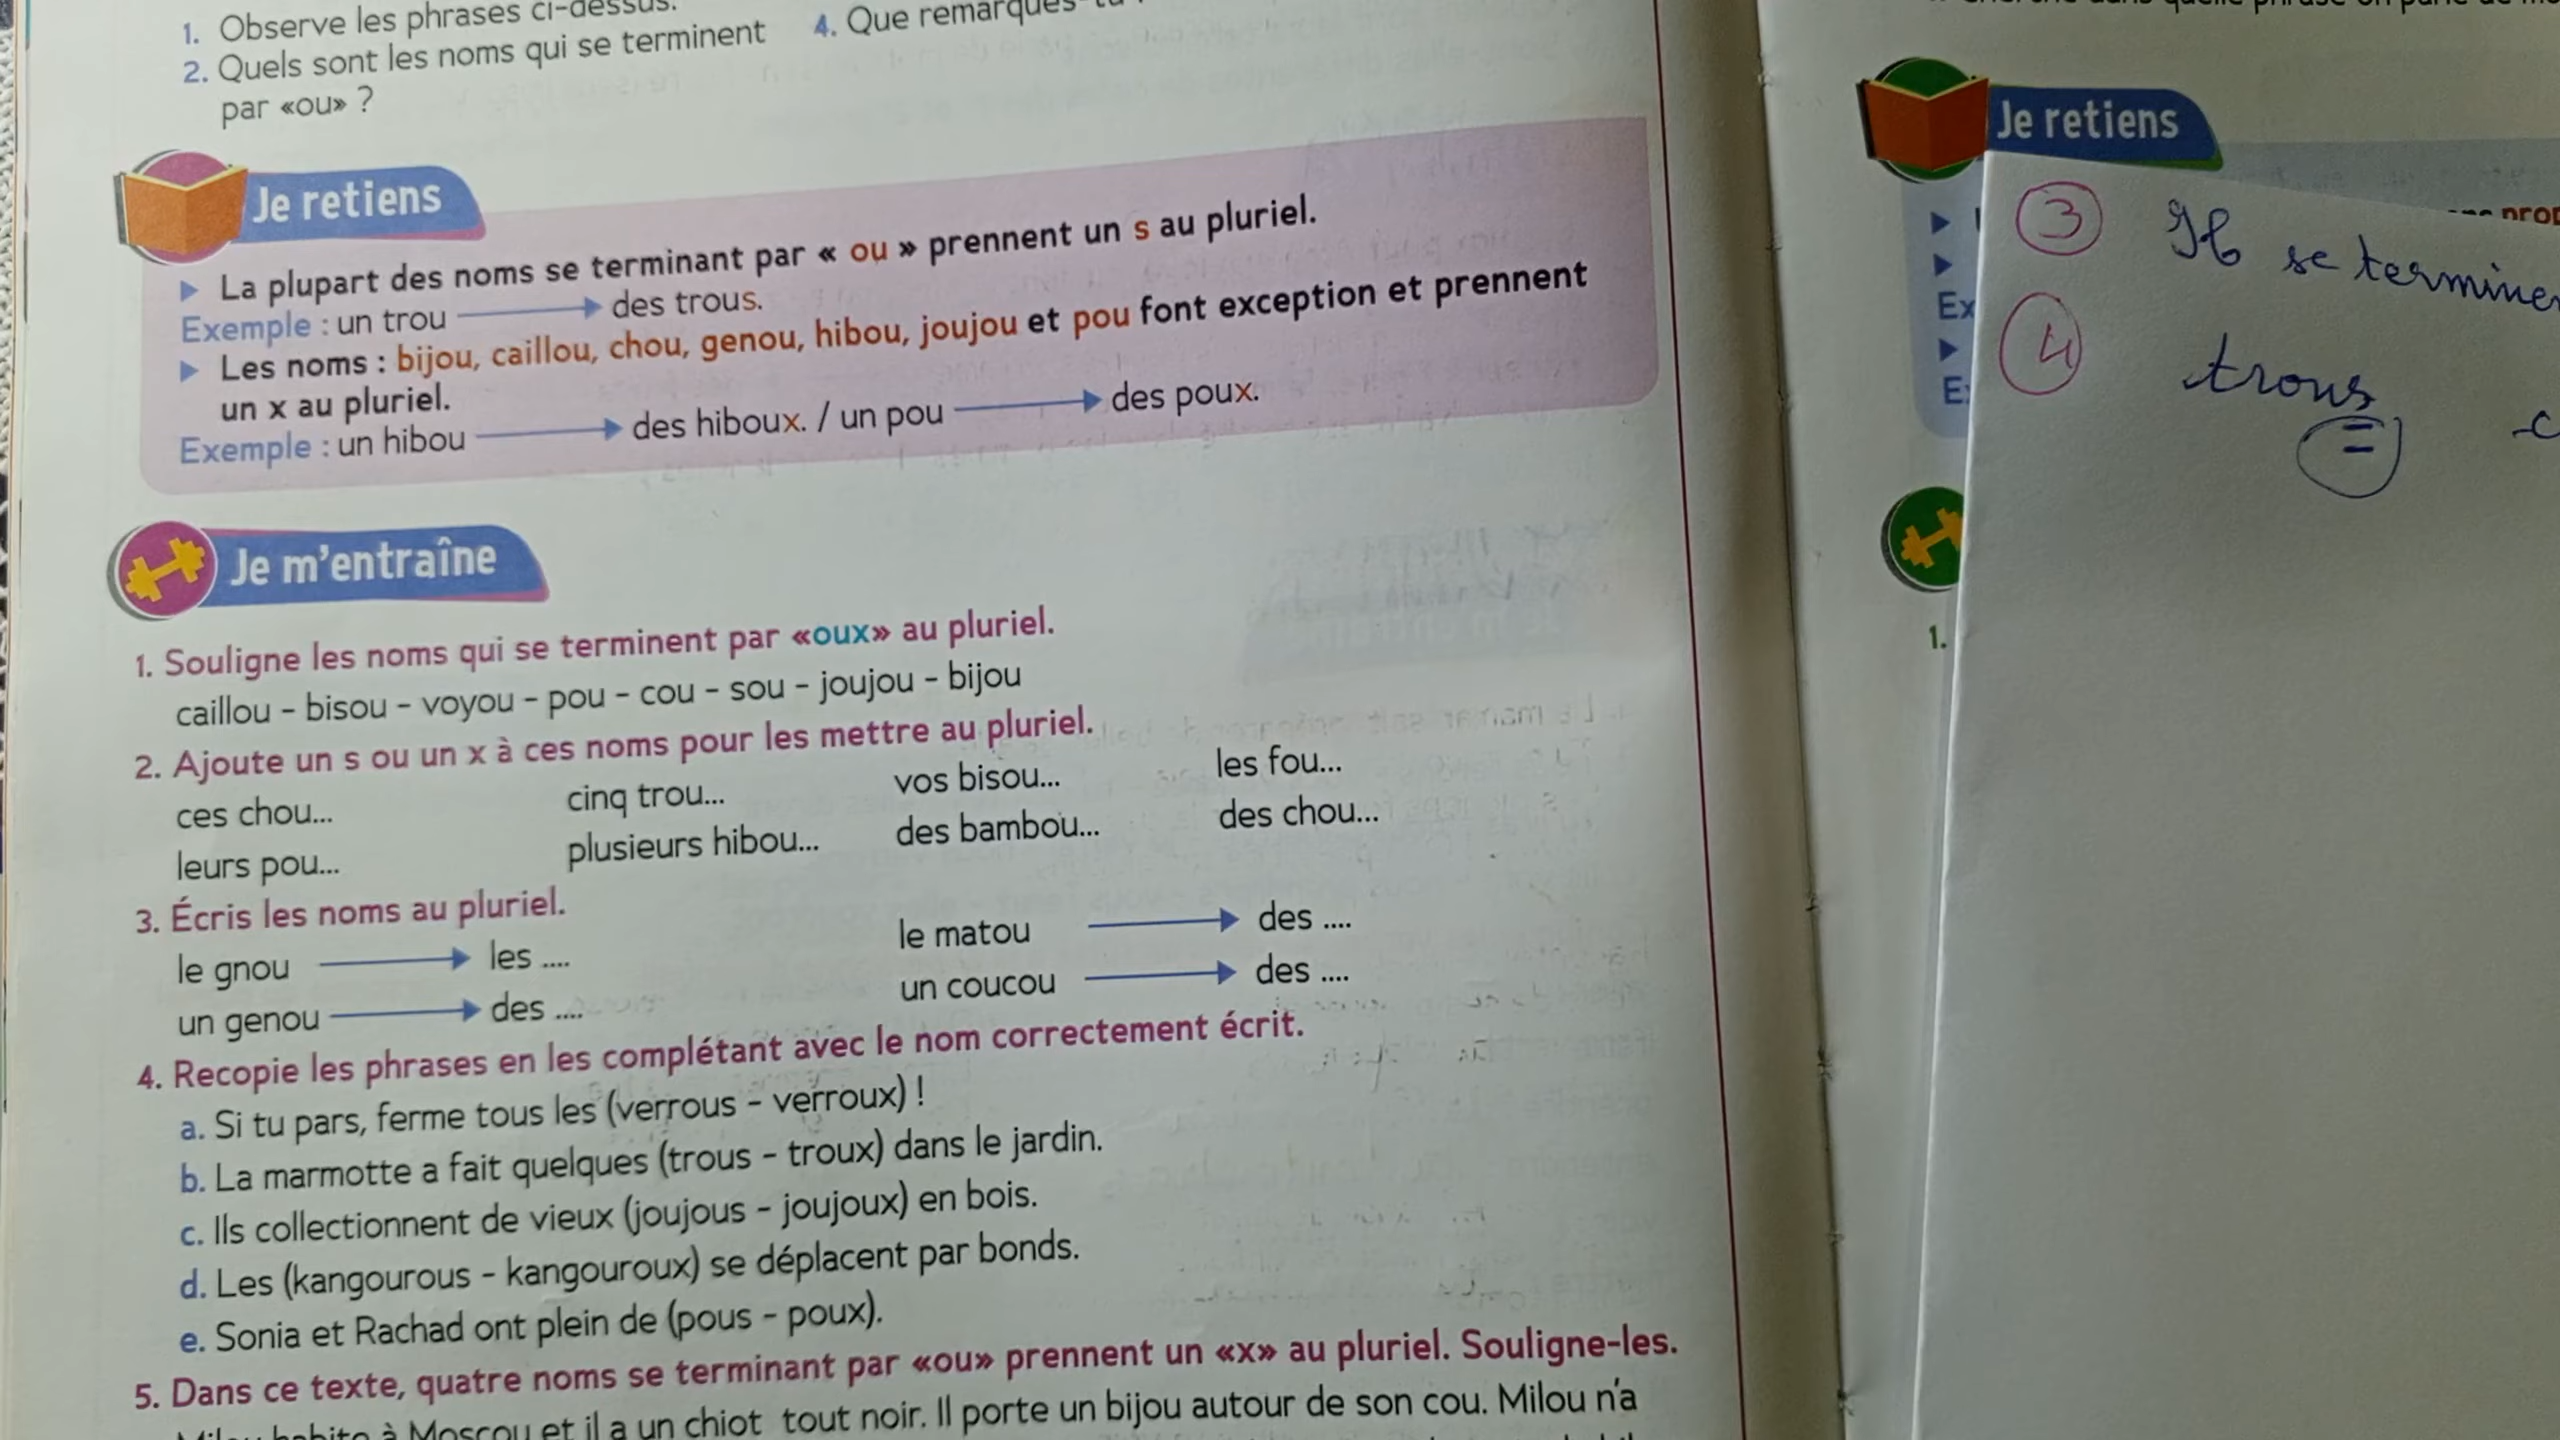 1. Observe les phrases ci-dessus.
2. Quels sont les noms qui se terminent
par «ou» ?
4. Que remarques-tu
Je retiens
▶ La plupart des noms se terminant par « ou » prennent un s au pluriel.
Exemple : un trou → des trous.
▶ Les noms : bijou, caillou, chou, genou, hibou, joujou et pou font exception et prennent
un x au pluriel.
Exemple : un hibou → des hiboux. / un pou → des poux.
Je m'entraîne
1. Souligne les noms qui se terminent par «oux» au pluriel.
caillou - bisou - voyou - pou - cou - sou - joujou - bijou
2. Ajoute un s ou un x à ces noms pour les mettre au pluriel.
ces chou... cinq trou... vos bisou... les fou...
leurs pou... plusieurs hibou... des bambou... des chou...
3. Écris les noms au pluriel.
le gnou → les .... le matou → des ....
un genou → des .... un coucou → des ....
4. Recopie les phrases en les complétant avec le nom correctement écrit.
a. Si tu pars, ferme tous les (verrous - verroux) !
b. La marmotte a fait quelques (trous - troux) dans le jardin.
c. Ils collectionnent de vieux (joujous - joujoux) en bois.
d. Les (kangourous - kangouroux) se déplacent par bonds.
e. Sonia et Rachad ont plein de (pous - poux).
5. Dans ce texte, quatre noms se terminant par «ou» prennent un «x» au pluriel. Souligne-les.
habite à Moscou et il a un chiot tout noir. Il porte un bijou autour de son cou. Milou n'a
Je retiens
Ex
1.
3 se termine
4 trous